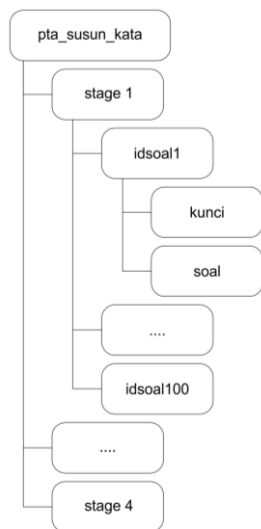 pta_susun_kata
stage 1
idsoal1
kunci
soal
....
idsoal100
....
stage 4